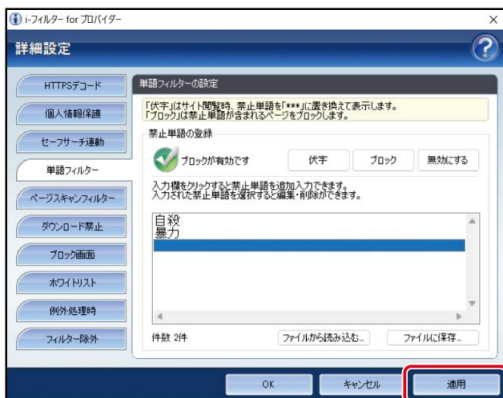 i-フィルター for プロバイダー
詳細設定
HTTPSデコード
個人情報保護
セーフサーチ連動
単語フィルター
ページスキャンフィルター
ダウンロード禁止
ブロック画面
ホワイトリスト
例外処理時
フィルター除外
単語フィルターの設定
「伏字」はサイト閲覧時、禁止単語を「***」に置き換えて表示します。
「ブロック」は禁止単語が含まれるページをブロックします。
禁止単語の登録
ブロックが有効です
伏字
ブロック
無効にする
入力欄をクリックすると禁止単語を追加入力できます。
入力された禁止単語を選択すると編集・削除ができます。
自殺
暴力
件数 2件
ファイルから読み込む...
ファイルに保存...
OK
キャンセル
適用